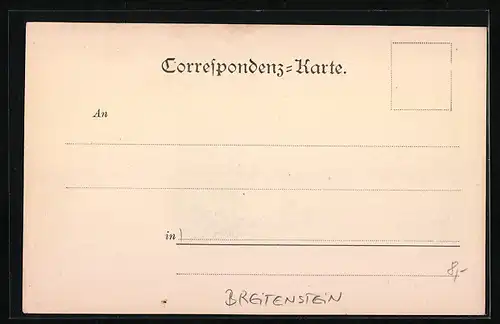 Correſpondenz=Karte.
An
in
8,-
BREITENSTEIN